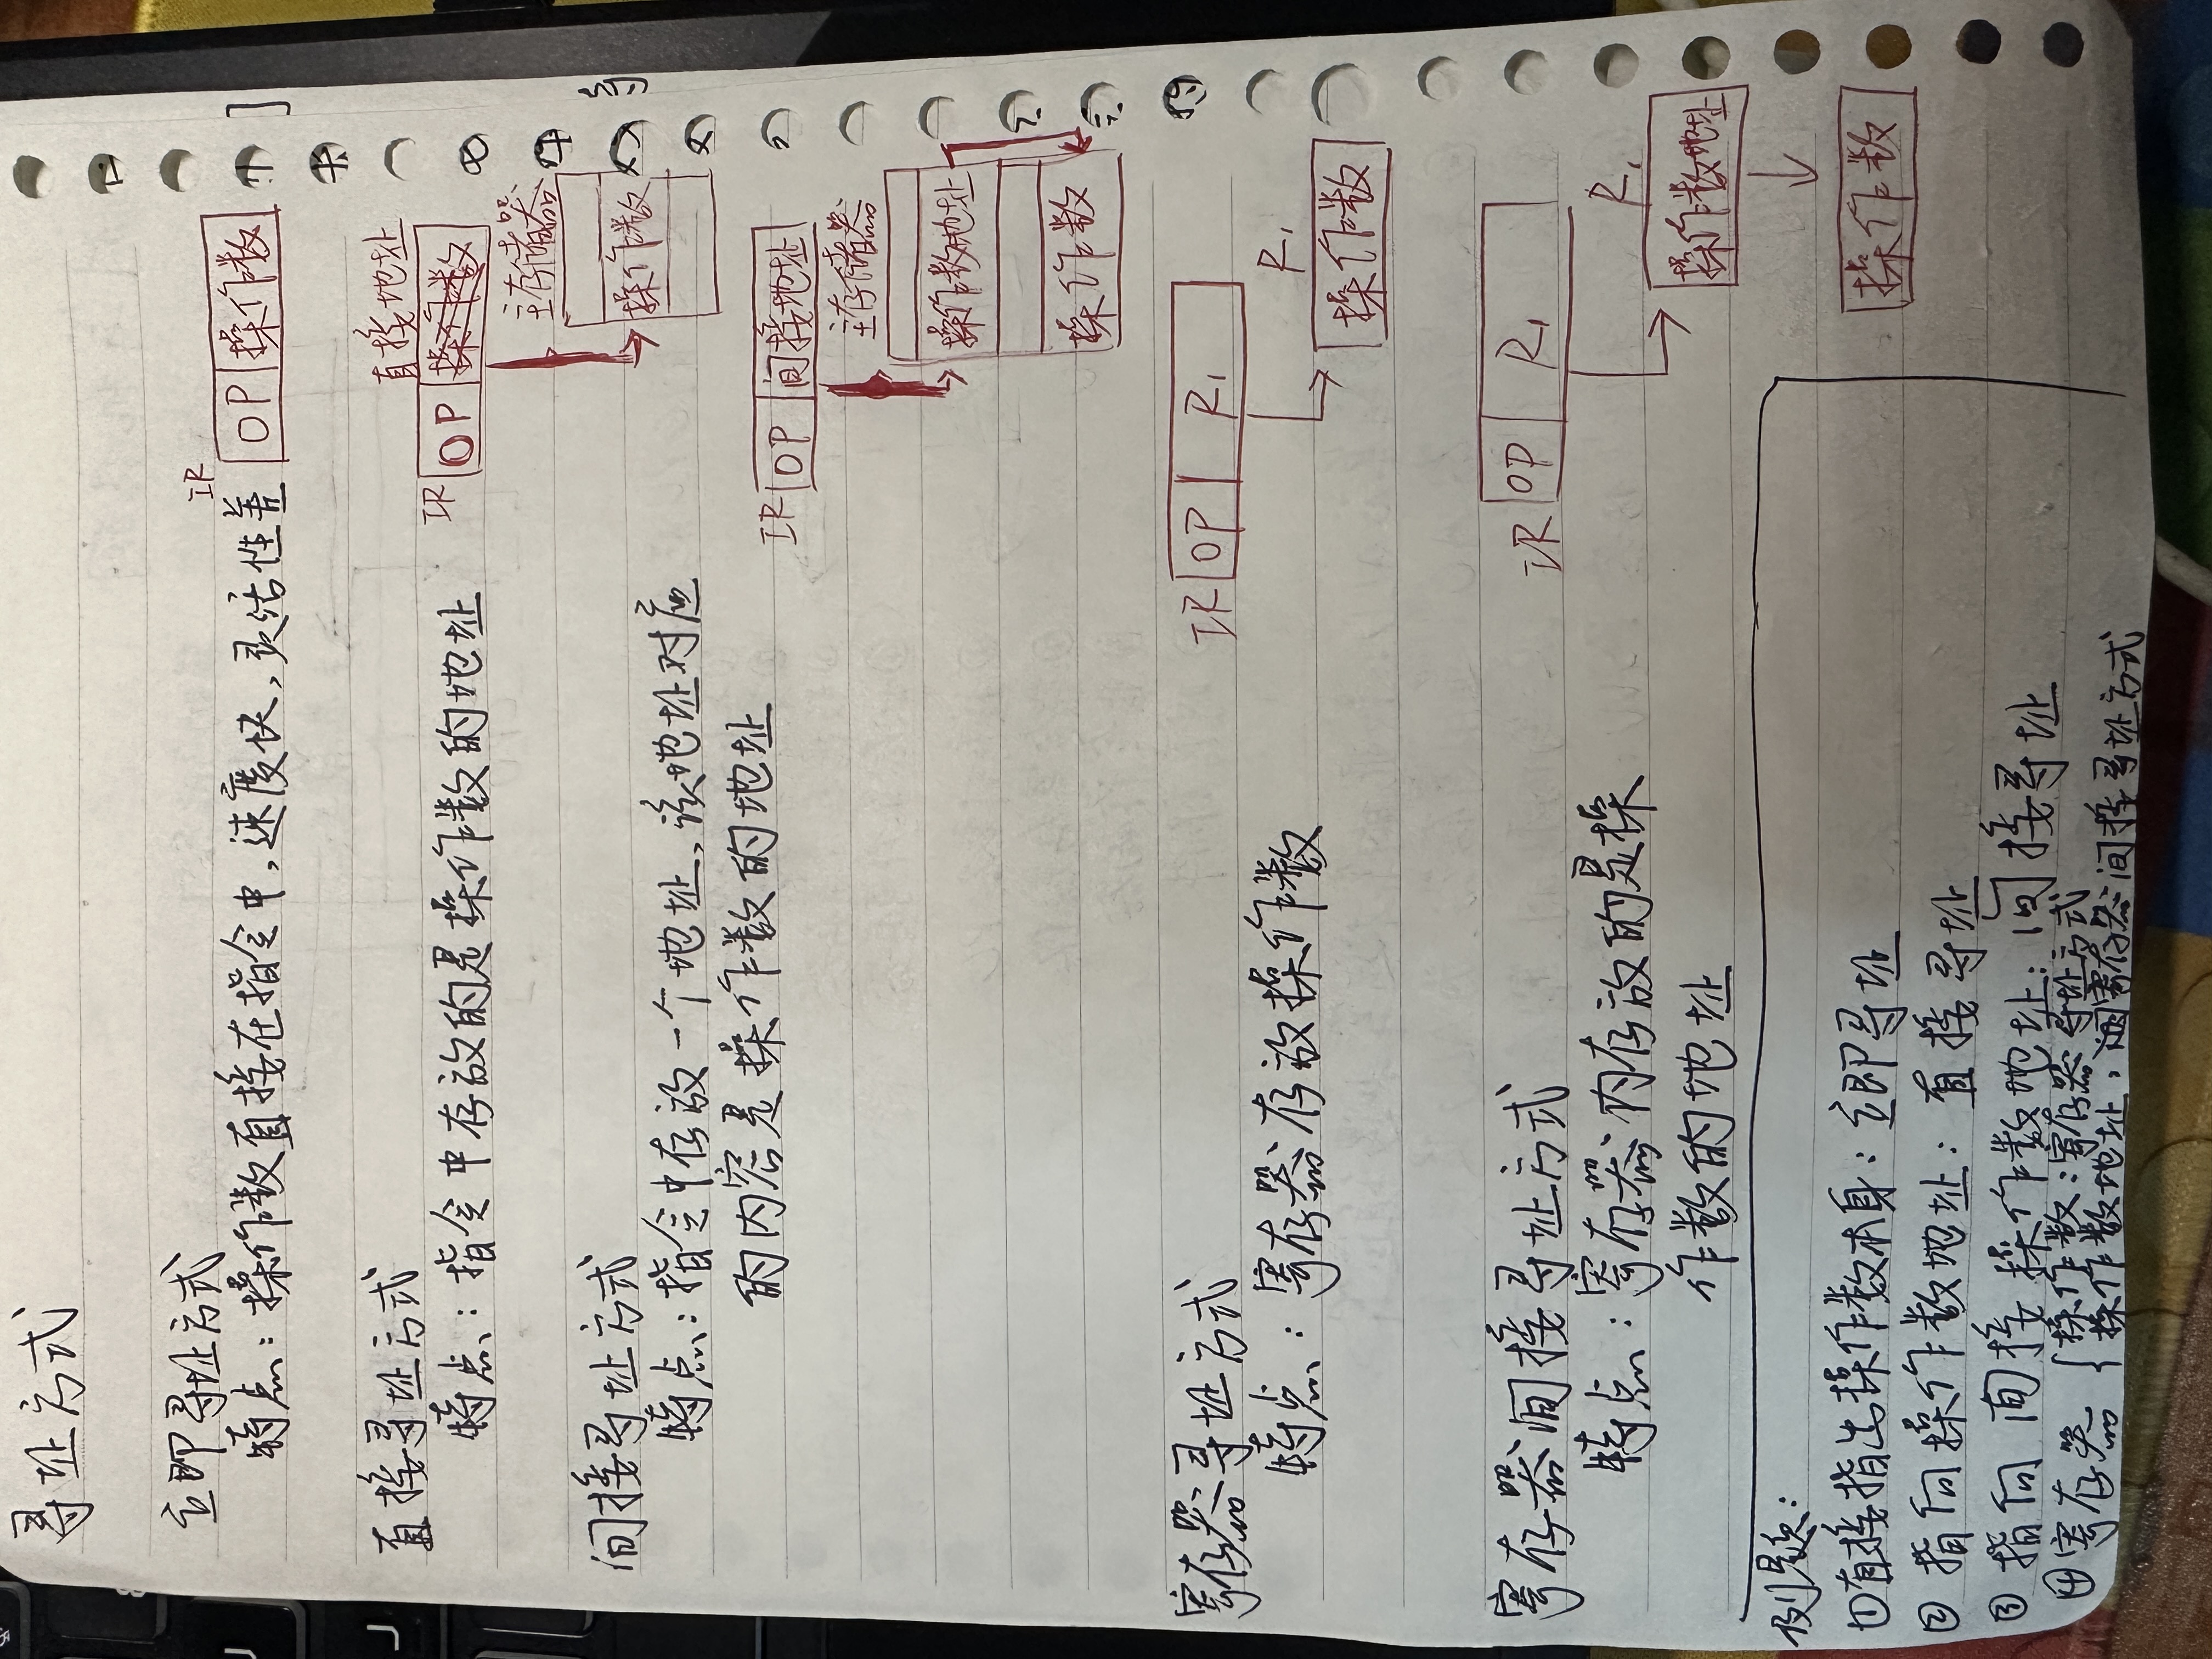 寻址方式
立即寻址方式
特点：操作数直接在指令中，速度快，灵活性差
IR
OP 操作数
直接寻址方式
特点：指令中存放的是操作数的地址
直接地址
IR OP 操作数
主存储器
操作数
间接寻址方式
特点：指令中存放一个地址，该地址对应
的内容是操作数的地址
IR OP 间接地址
主存储器
操作数地址
操作数
寄存器寻址方式
特点：寄存器存放操作数
IR OP R₁
R₁
操作数
寄存器间接寻址方式
特点：寄存器内存放的是操
作数的地址
IR OP R₁
R₁
操作数地址
操作数
例题：
①直接指出操作数本身：立即寻址
② 指向操作数地址：直接寻址
③ 指向间接操作数地址：间接寻址
④寄存器 { 操作数：寄存器寻址方式
操作数地址：寄存器间接寻址方式